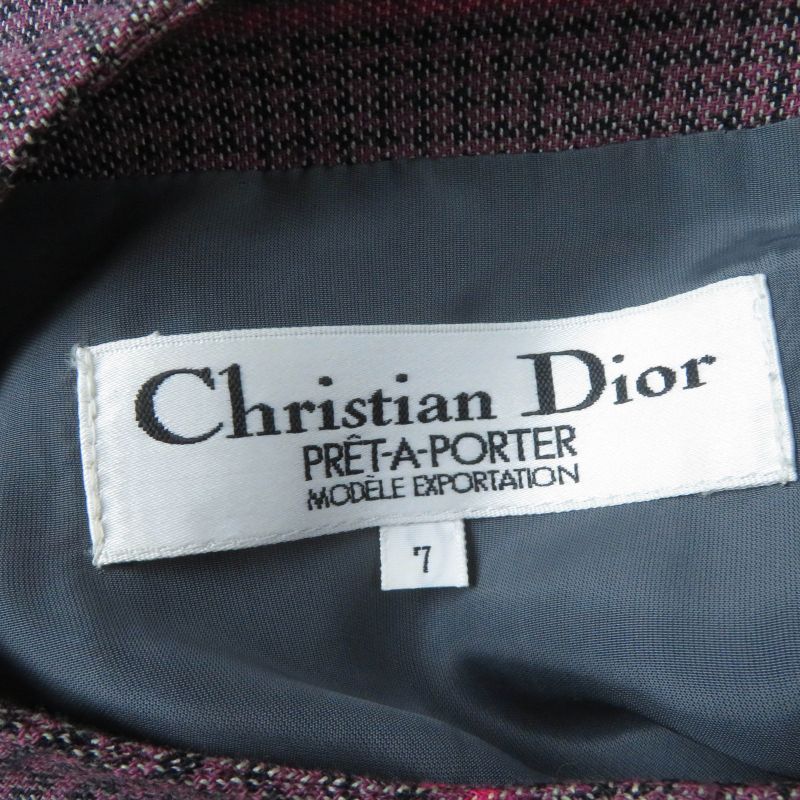 Christian Dior
PRÊT-A-PORTER
MODÈLE EXPORTATION
7